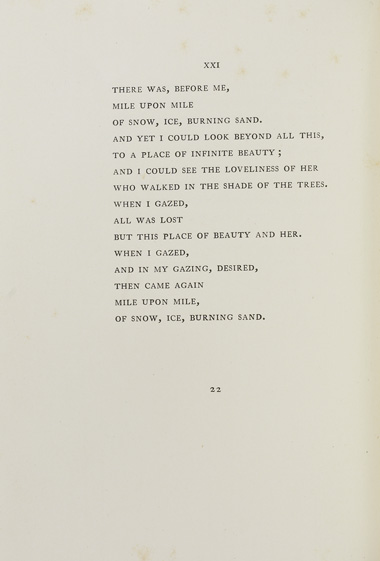 XXI
THERE WAS, BEFORE ME,
MILE UPON MILE
OF SNOW, ICE, BURNING SAND.
AND YET I COULD LOOK BEYOND ALL THIS,
TO A PLACE OF INFINITE BEAUTY ;
AND I COULD SEE THE LOVELINESS OF HER
WHO WALKED IN THE SHADE OF THE TREES.
WHEN I GAZED,
ALL WAS LOST
BUT THIS PLACE OF BEAUTY AND HER.
WHEN I GAZED,
AND IN MY GAZING, DESIRED,
THEN CAME AGAIN
MILE UPON MILE,
OF SNOW, ICE, BURNING SAND.
22